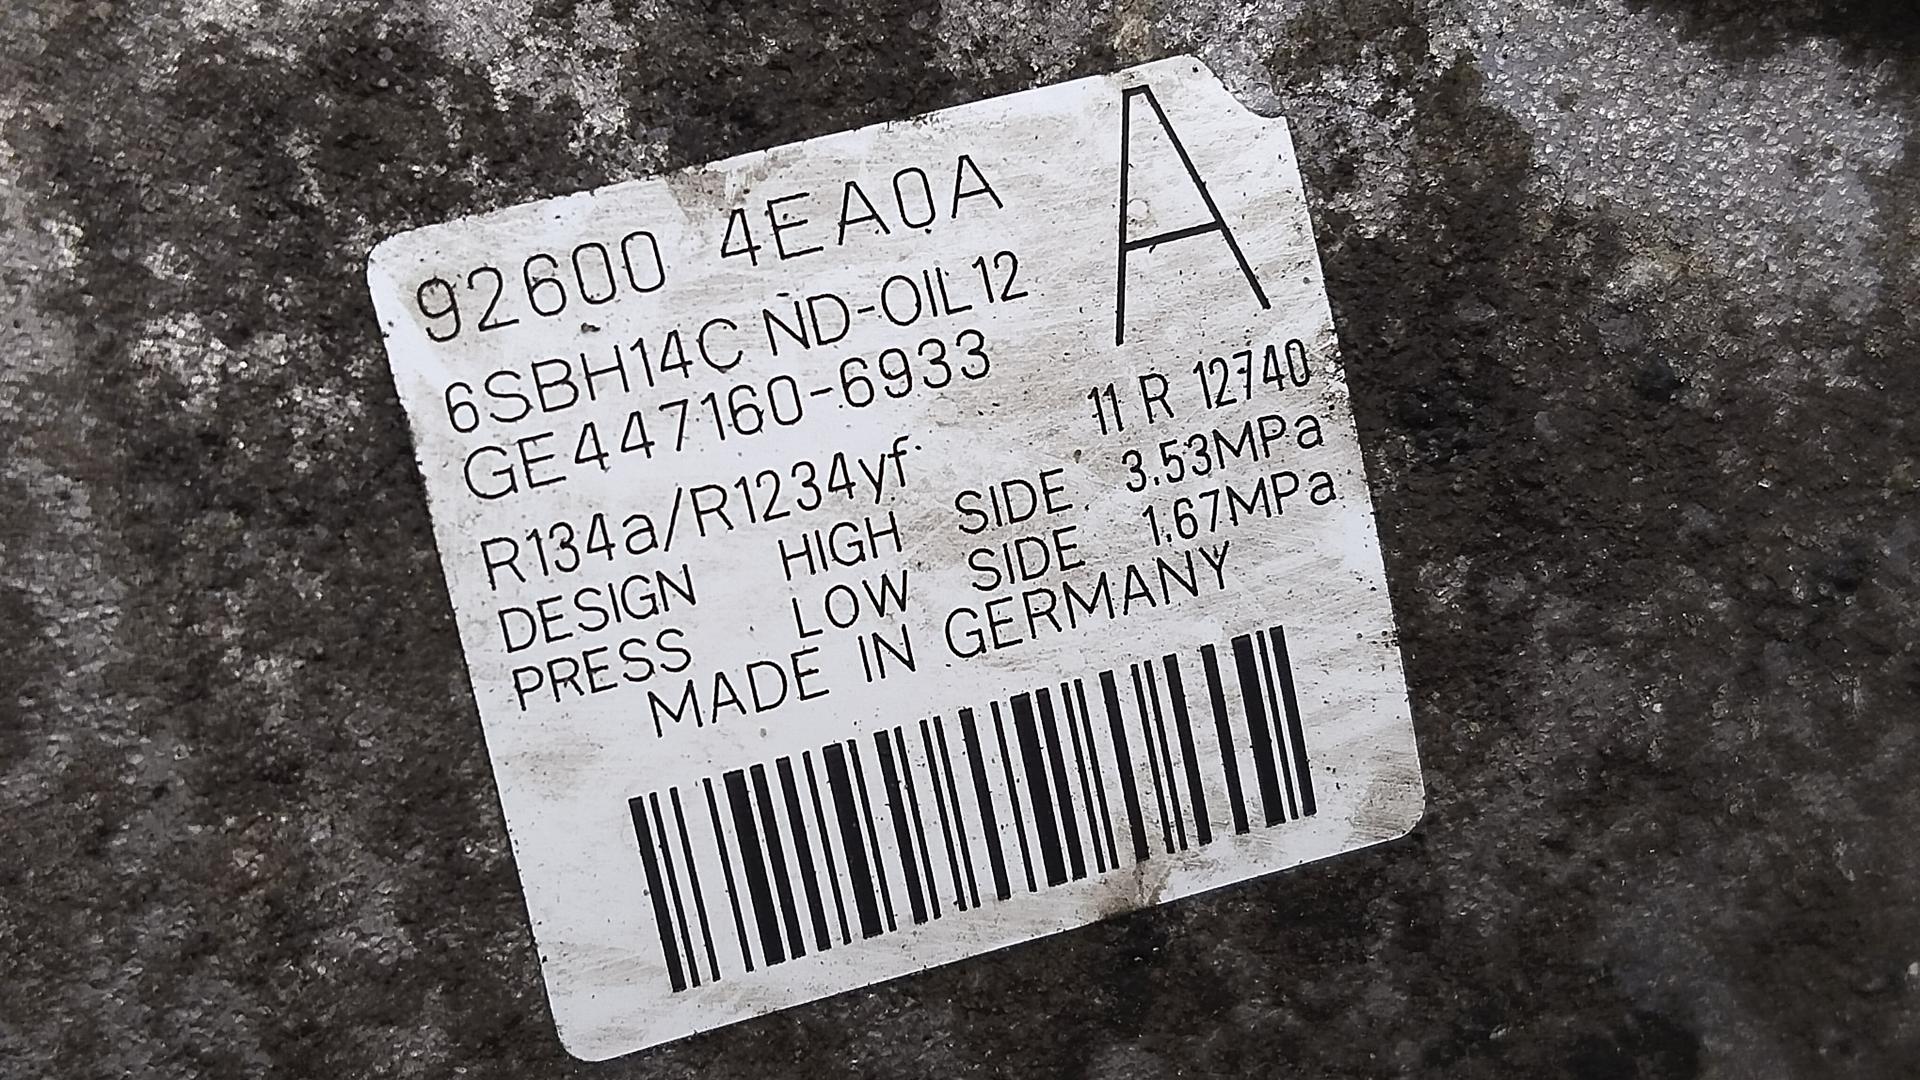 92600 4EA0A A
6SBH14C ND-OIL12
GE447160-6933
11 R 12740
R134a/R1234yf
DESIGN HIGH SIDE 3.53MPa
PRESS LOW SIDE 1.67MPa
MADE IN GERMANY